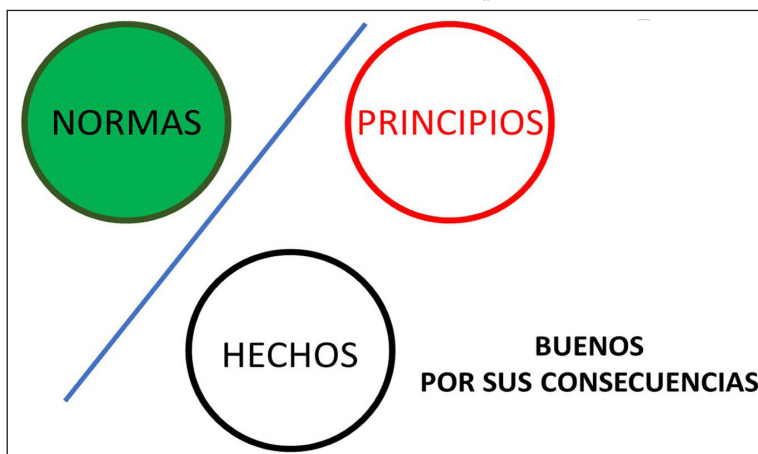 NORMAS
PRINCIPIOS
HECHOS
BUENOS
POR SUS CONSECUENCIAS